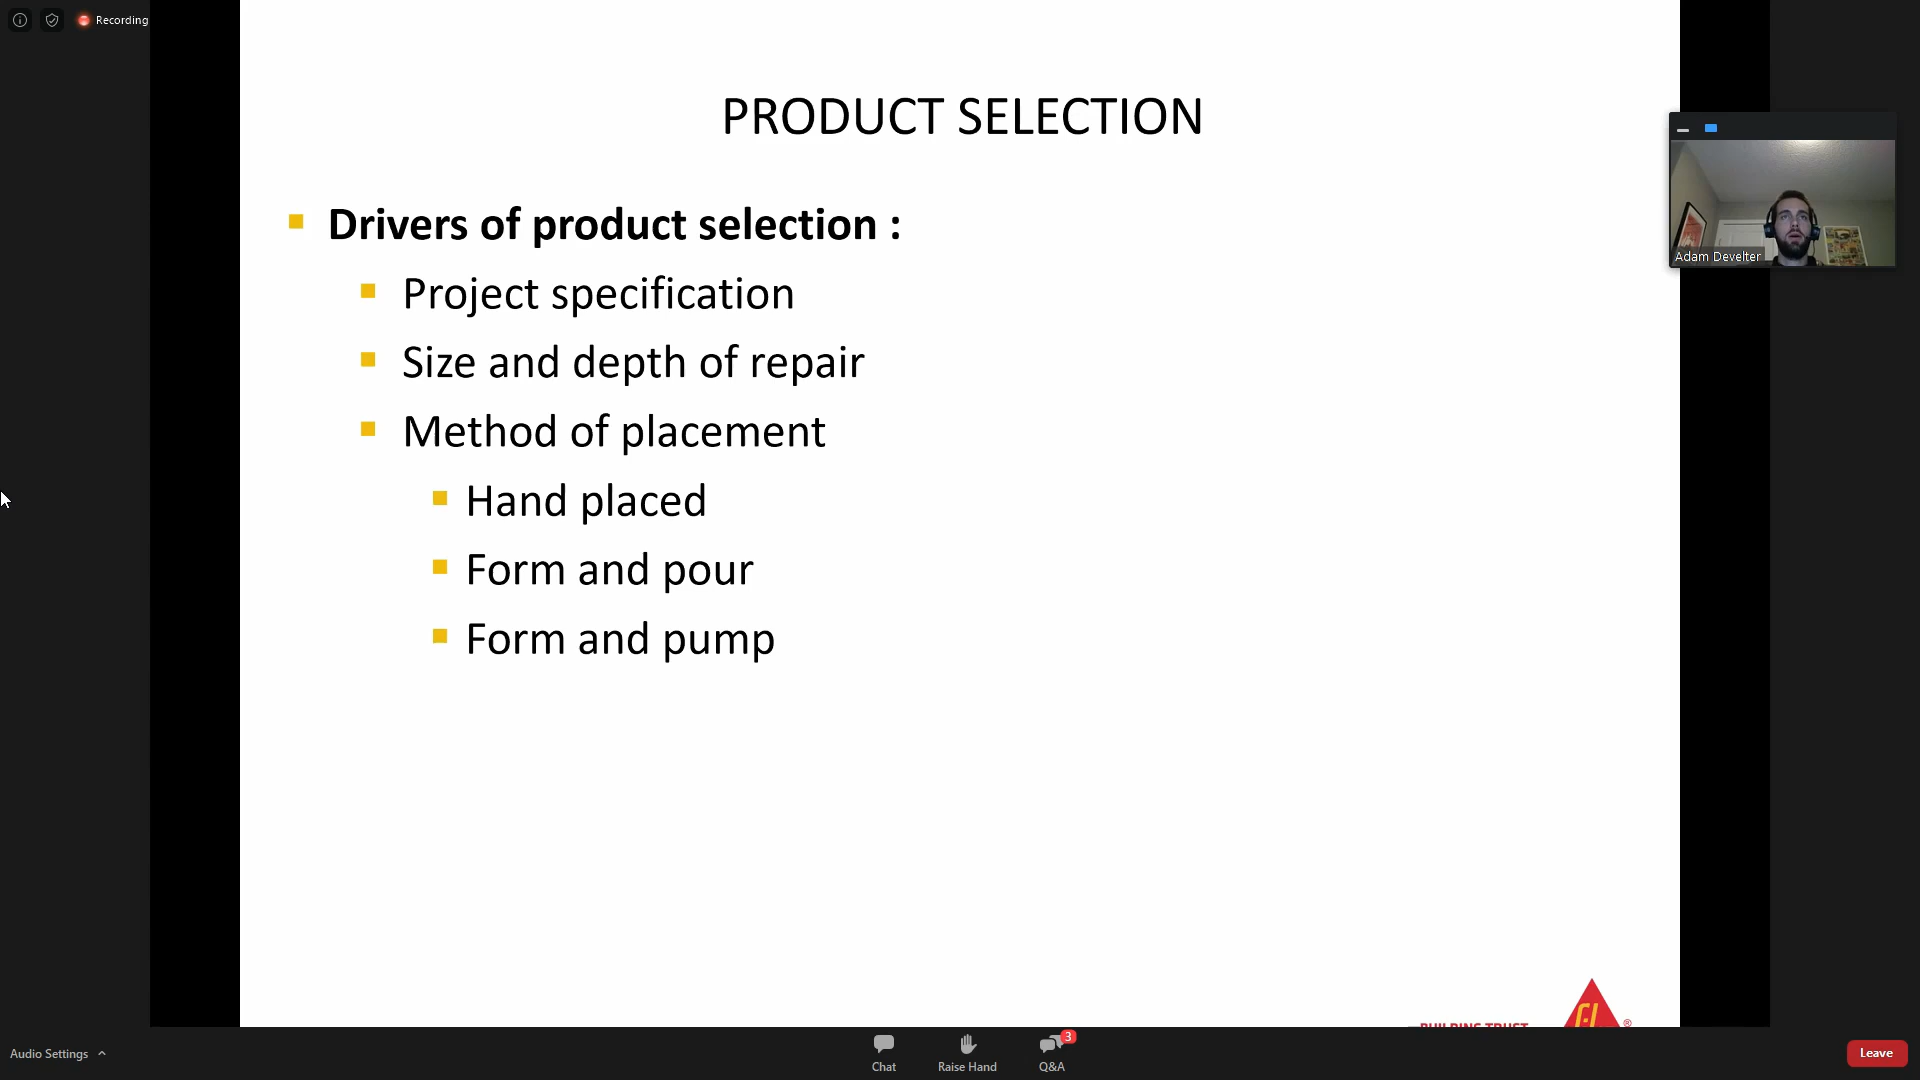 Recording
PRODUCT SELECTION
Drivers of product selection :
Project specification
Size and depth of repair
Method of placement
Hand placed
Form and pour
Form and pump
Adam Develter
BUILDING TRUST
®
Audio Settings
Chat
Raise Hand
3
Q&A
Leave